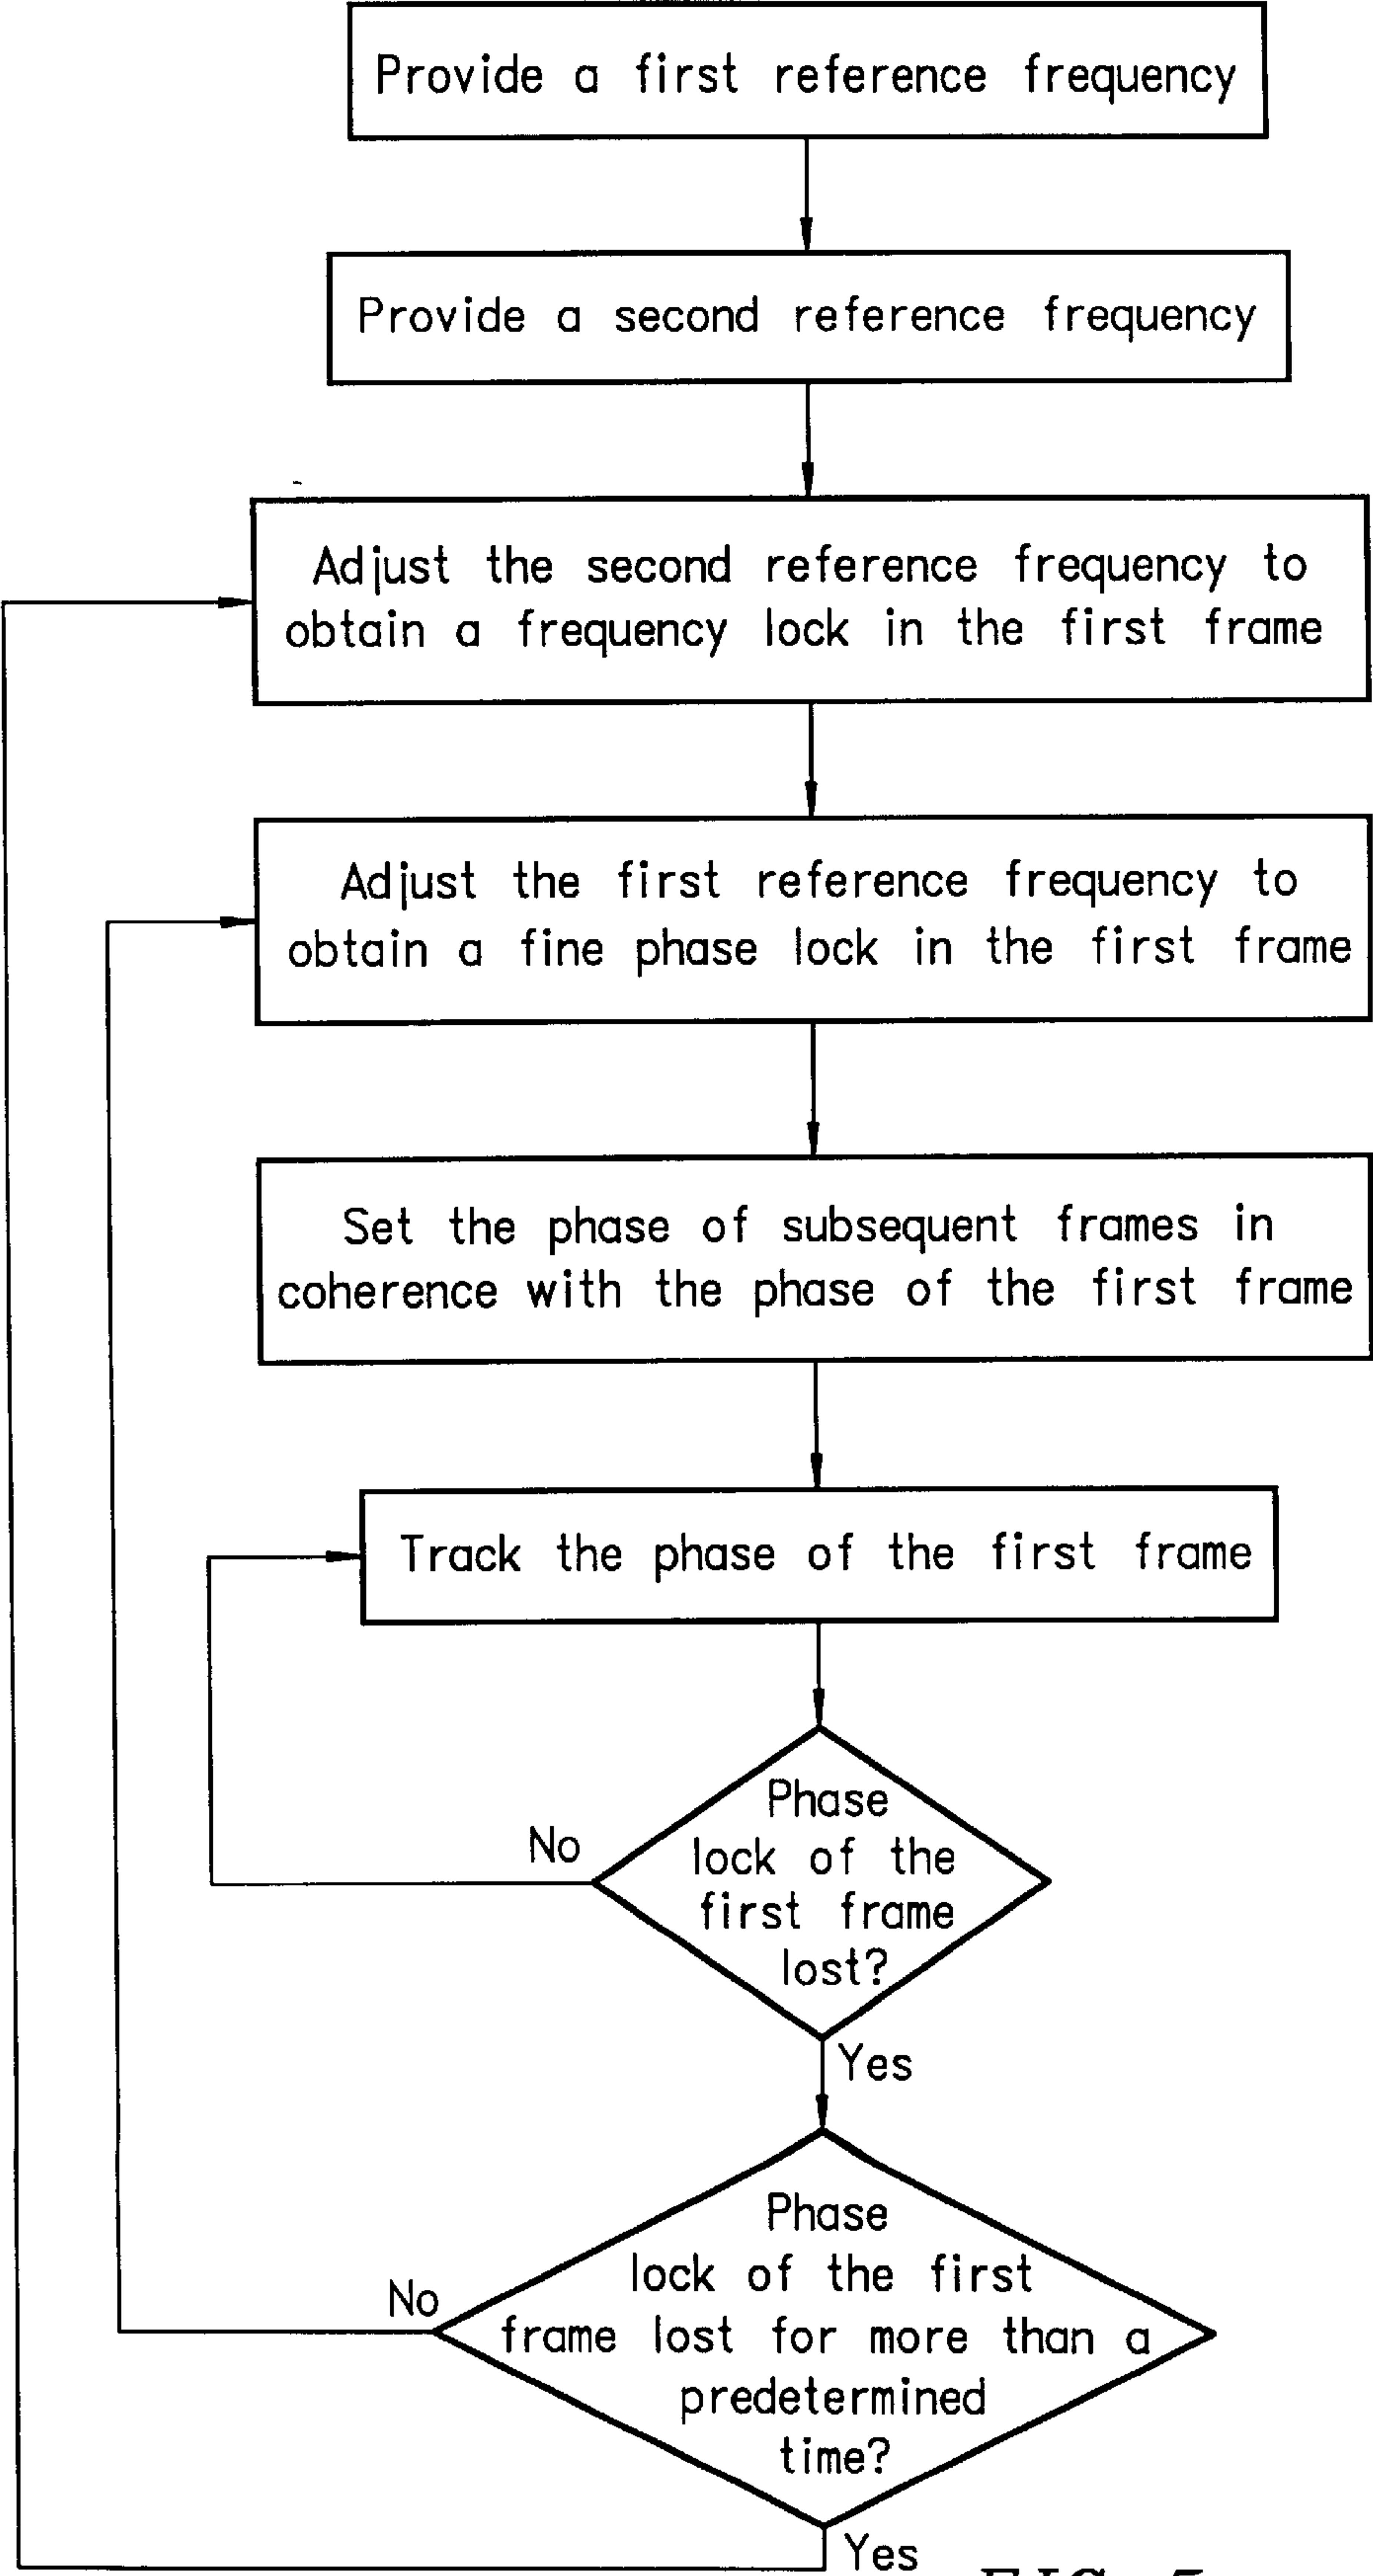 Provide a first reference frequency
Provide a second reference frequency
Adjust the second reference frequency to
obtain a frequency lock in the first frame
Adjust the first reference frequency to
obtain a fine phase lock in the first frame
Set the phase of subsequent frames in
coherence with the phase of the first frame
Track the phase of the first frame
Phase
lock of the
first frame
lost?
No
Yes
Phase
lock of the first
frame lost for more than a
predetermined
time?
No
Yes